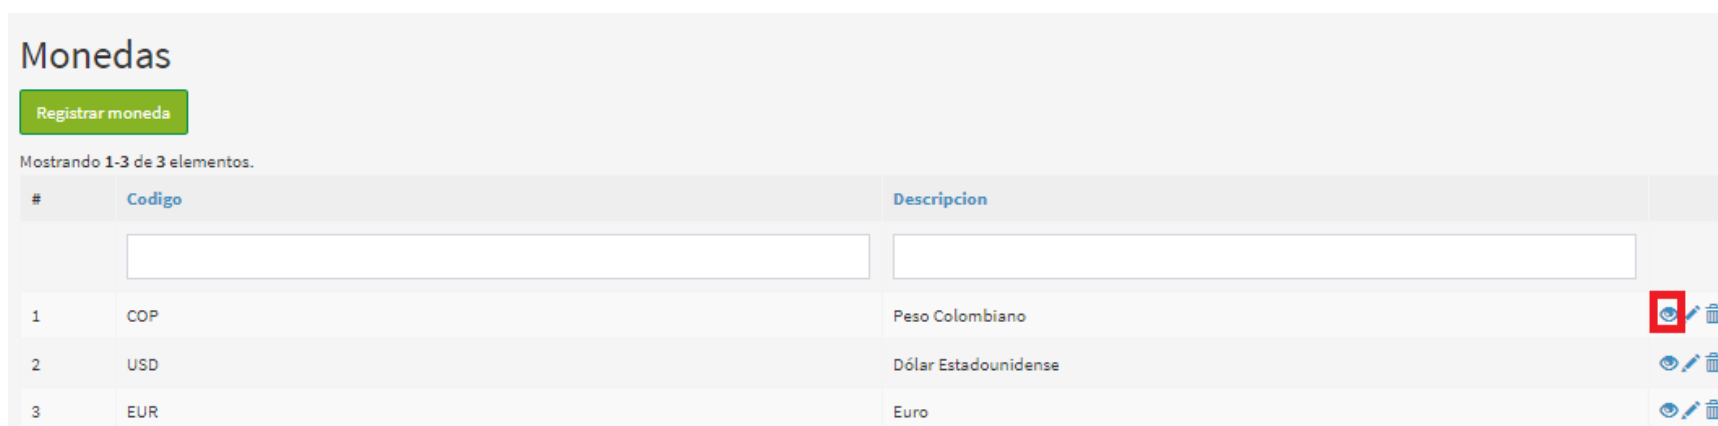 Monedas
Registrar moneda
Mostrando 1-3 de 3 elementos.
# Codigo Descripcion
1 COP Peso Colombiano
2 USD Dólar Estadounidense
3 EUR Euro